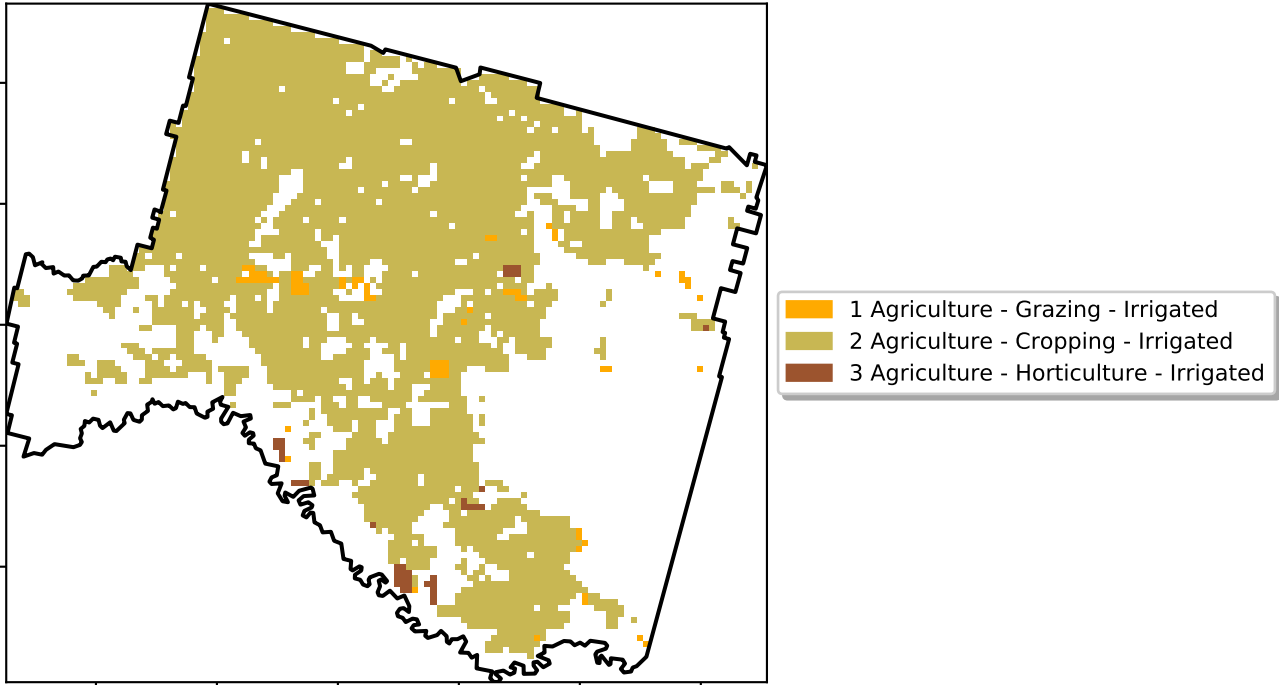 1 Agriculture - Grazing - Irrigated
2 Agriculture - Cropping - Irrigated
3 Agriculture - Horticulture - Irrigated